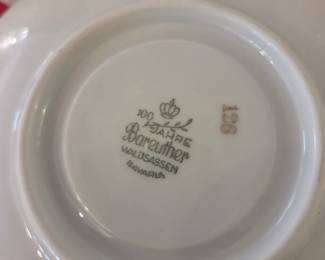 100
JAHRE
Bareuther
WALDSASSEN
BAVARIA
126